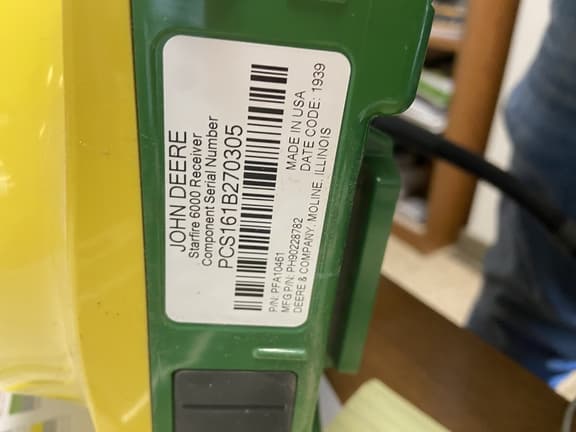 JOHN DEERE
Starfire 6000 Receiver
Component Serial Number
PCS161B270305
P/N: PFA10461
MADE IN USA
MFG P/N: PH90228782
DATE CODE: 1939
DEERE & COMPANY, MOLINE, ILLINOIS